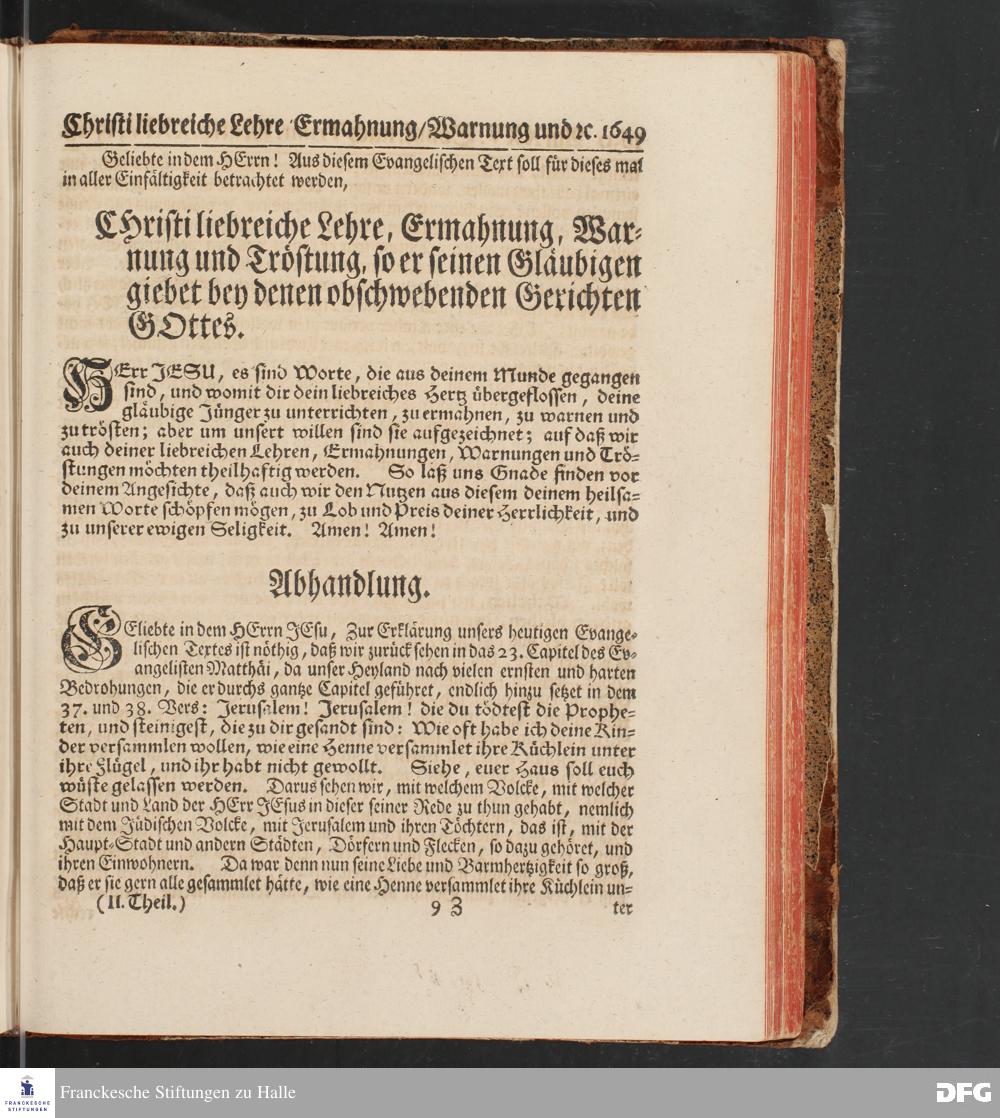 Christi liebreiche Lehre Ermahnung/Warnung und ꝛc. 1649
Geliebte in dem HErrn! Aus diesem Evangelischen Text soll für dieses mal
in aller Einfältigkeit betrachtet werden,
CHristi liebreiche Lehre, Ermahnung, War-
nung und Tröstung, so er seinen Gläubigen
giebet bey denen obschwebenden Gerichten
GOttes.
HErr JESU, es sind Worte, die aus deinem Munde gegangen
sind, und womit dir dein liebreiches Hertz übergeflossen, deine
gläubige Jünger zu unterrichten, zu ermahnen, zu warnen und
zu trösten; aber um unsert willen sind sie aufgezeichnet; auf daß wir
auch deiner liebreichen Lehren, Ermahnungen, Warnungen und Trö-
stungen möchten theilhaftig werden. So laß uns Gnade finden vor
deinem Angesichte, daß auch wir den Nutzen aus diesem deinem heilsa-
men Worte schöpfen mögen, zu Lob und Preis deiner Herrlichkeit, und
zu unserer ewigen Seligkeit. Amen! Amen!
Abhandlung.
GEliebte in dem HErrn JEsu, Zur Erklärung unsers heutigen Evange-
lischen Textes ist nöthig, daß wir zurück sehen in das 23. Capitel des Ev-
angelisten Matthäi, da unser Heyland nach vielen ernsten und harten
Bedrohungen, die er durchs gantze Capitel geführet, endlich hinzu setzet in dem
37. und 38. Vers: Jerusalem! Jerusalem! die du tödtest die Prophe-
ten, und steinigest, die zu dir gesandt sind: Wie oft habe ich deine Kin-
der versammlen wollen, wie eine Henne versammlet ihre Küchlein unter
ihre Flügel, und ihr habt nicht gewollt. Siehe, euer Haus soll euch
wüste gelassen werden. Darus sehen wir, mit welchem Volcke, mit welcher
Stadt und Land der HErr JEsus in dieser seiner Rede zu thun gehabt, nemlich
mit dem Jüdischen Volcke, mit Jerusalem und ihren Töchtern, das ist, mit der
Haupt-Stadt und andern Städten, Dörfern und Flecken, so dazu gehöret, und
ihren Einwohnern. Da war denn nun seine Liebe und Barmhertzigkeit so groß,
daß er sie gern alle gesammlet hätte, wie eine Henne versammlet ihre Küchlein un-
(II. Theil.) 9 Z ter
FRANCKESCHE
STIFTUNGEN
Franckesche Stiftungen zu Halle
DFG